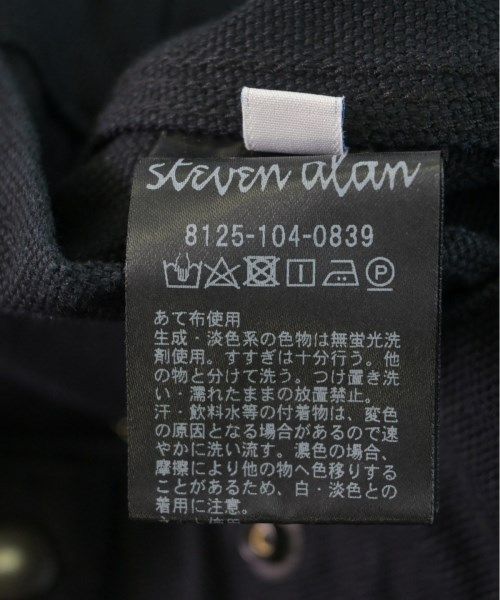 steven alan
8125-104-0839
P
あて布使用
生成・淡色系の色物は無蛍光洗
剤使用。すすぎは十分行う。他
の物と分けて洗う。つけ置き洗
い・濡れたままの放置禁止。
汗・飲料水等の付着物は、変色
の原因となる場合があるので速
やかに洗い流す。濃色の場合、
摩擦により他の物へ色移りする
ことがあるため、白・淡色との
着用に注意。